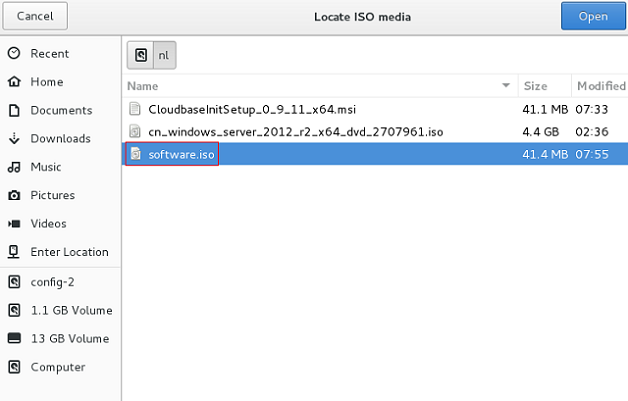 Cancel Locate ISO media Open
Recent
Home
Documents
Downloads
Music
Pictures
Videos
Enter Location
config-2
1.1 GB Volume
13 GB Volume
Computer
nl
Name Size Modified
CloudbaseInitSetup_0_9_11_x64.msi 41.1 MB 07:33
cn_windows_server_2012_r2_x64_dvd_2707961.iso 4.4 GB 02:36
software.iso 41.4 MB 07:55